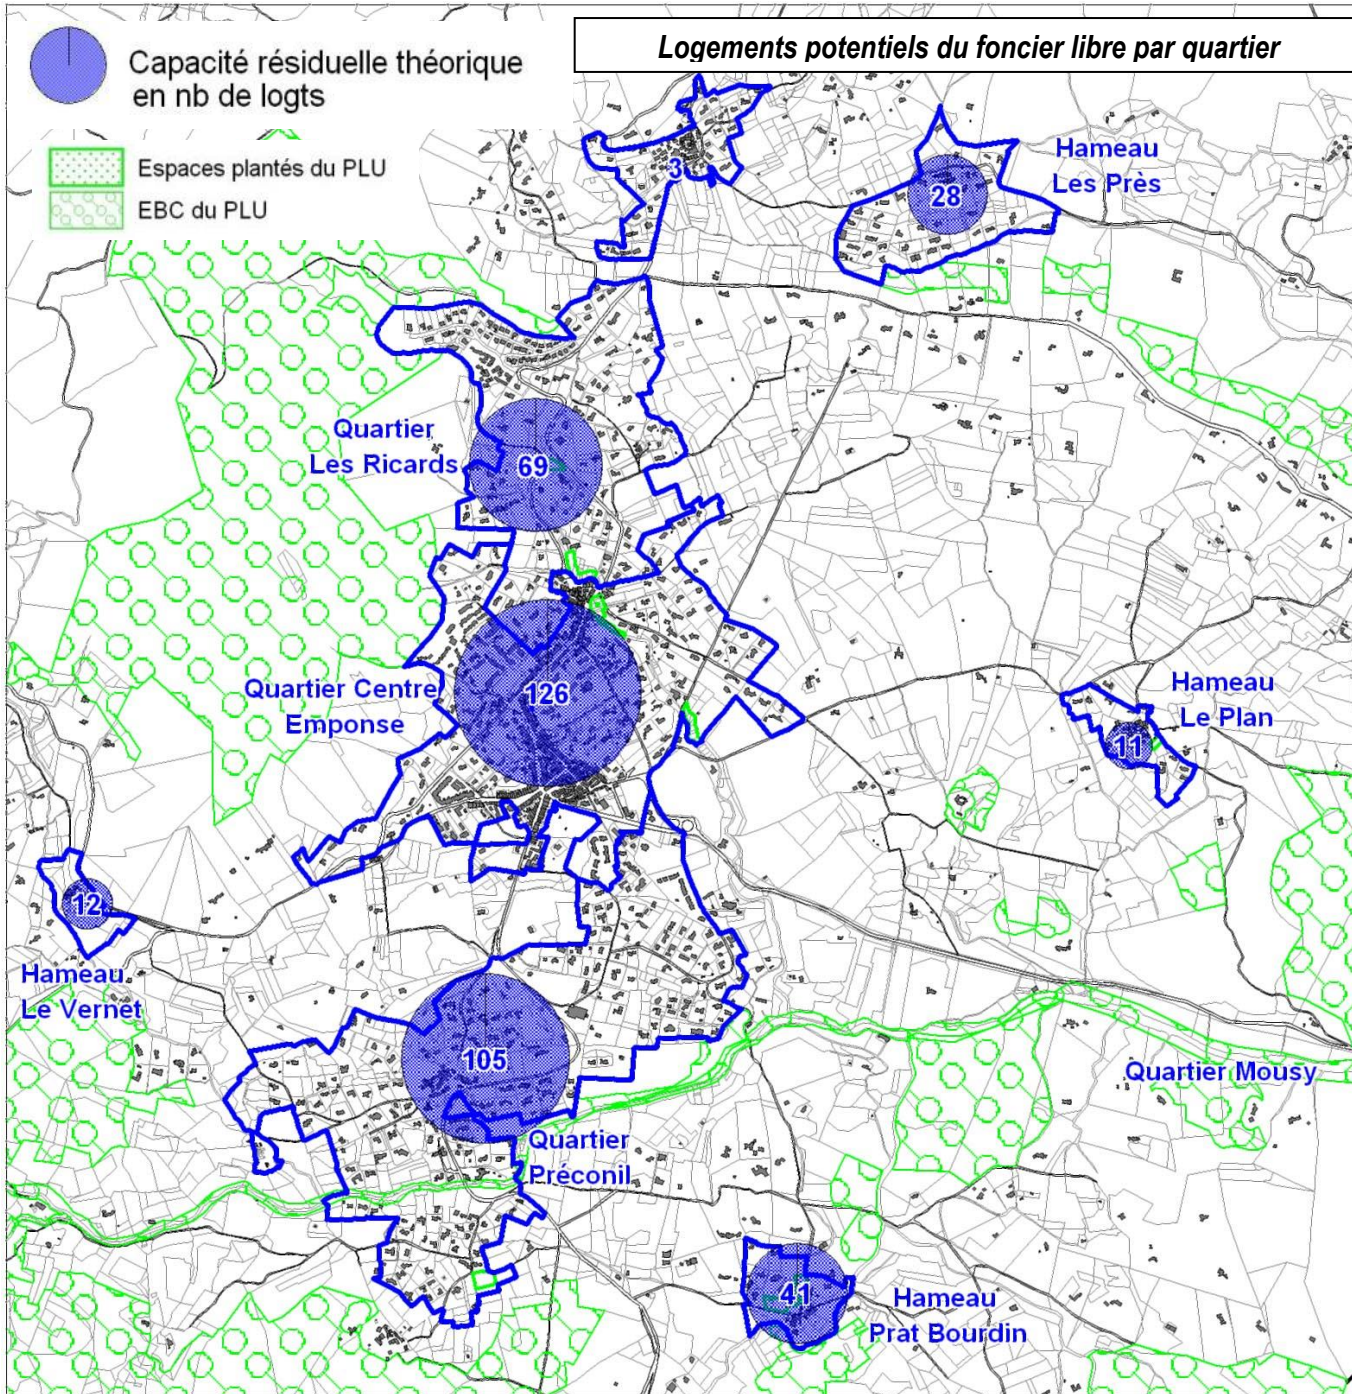 Logements potentiels du foncier libre par quartier
Capacité résiduelle théorique
en nb de logts
Espaces plantés du PLU
EBC du PLU
3
28
Hameau
Les Près
Quartier
Les Ricards
69
Quartier Centre
Emponse
126
Hameau
Le Plan
11
12
Hameau
Le Vernet
105
Quartier
Préconil
Quartier Mousy
41
Hameau
Prat Bourdin